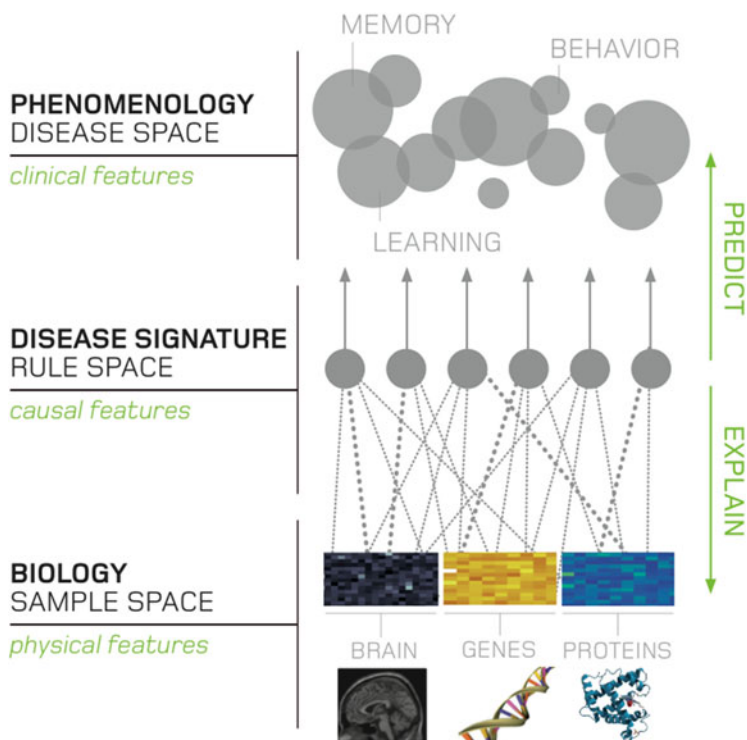 MEMORY
BEHAVIOR
PHENOMENOLOGY
DISEASE SPACE
clinical features
LEARNING
PREDICT
DISEASE SIGNATURE
RULE SPACE
causal features
EXPLAIN
BIOLOGY
SAMPLE SPACE
physical features
BRAIN
GENES
PROTEINS